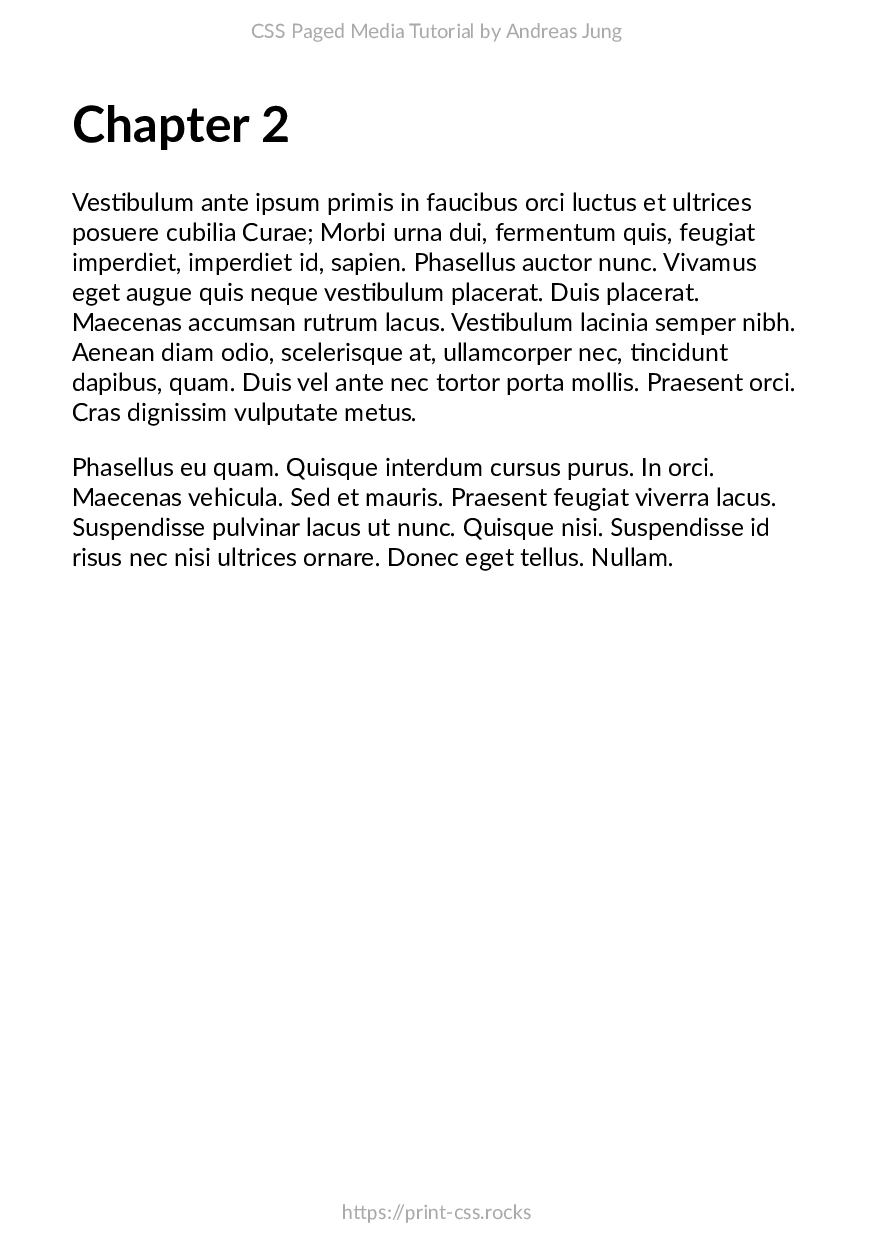 CSS Paged Media Tutorial by Andreas Jung
Chapter 2
Vestibulum ante ipsum primis in faucibus orci luctus et ultrices
posuere cubilia Curae; Morbi urna dui, fermentum quis, feugiat
imperdiet, imperdiet id, sapien. Phasellus auctor nunc. Vivamus
eget augue quis neque vestibulum placerat. Duis placerat.
Maecenas accumsan rutrum lacus. Vestibulum lacinia semper nibh.
Aenean diam odio, scelerisque at, ullamcorper nec, tincidunt
dapibus, quam. Duis vel ante nec tortor porta mollis. Praesent orci.
Cras dignissim vulputate metus.
Phasellus eu quam. Quisque interdum cursus purus. In orci.
Maecenas vehicula. Sed et mauris. Praesent feugiat viverra lacus.
Suspendisse pulvinar lacus ut nunc. Quisque nisi. Suspendisse id
risus nec nisi ultrices ornare. Donec eget tellus. Nullam.
https://print-css.rocks